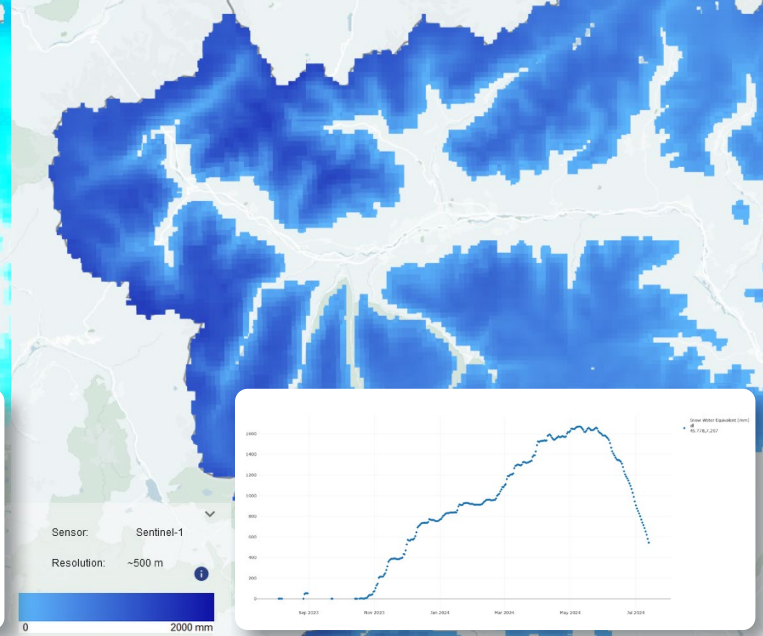 Sensor: Sentinel-1
Resolution: ~500 m
i
0 2000 mm
Snow Water Equivalent [mm]
all
1600
1400
1200
1000
800
600
400
200
0
Sep 2023 Nov 2023 Jan 2024 Mar 2024 May 2024 Jul 2024